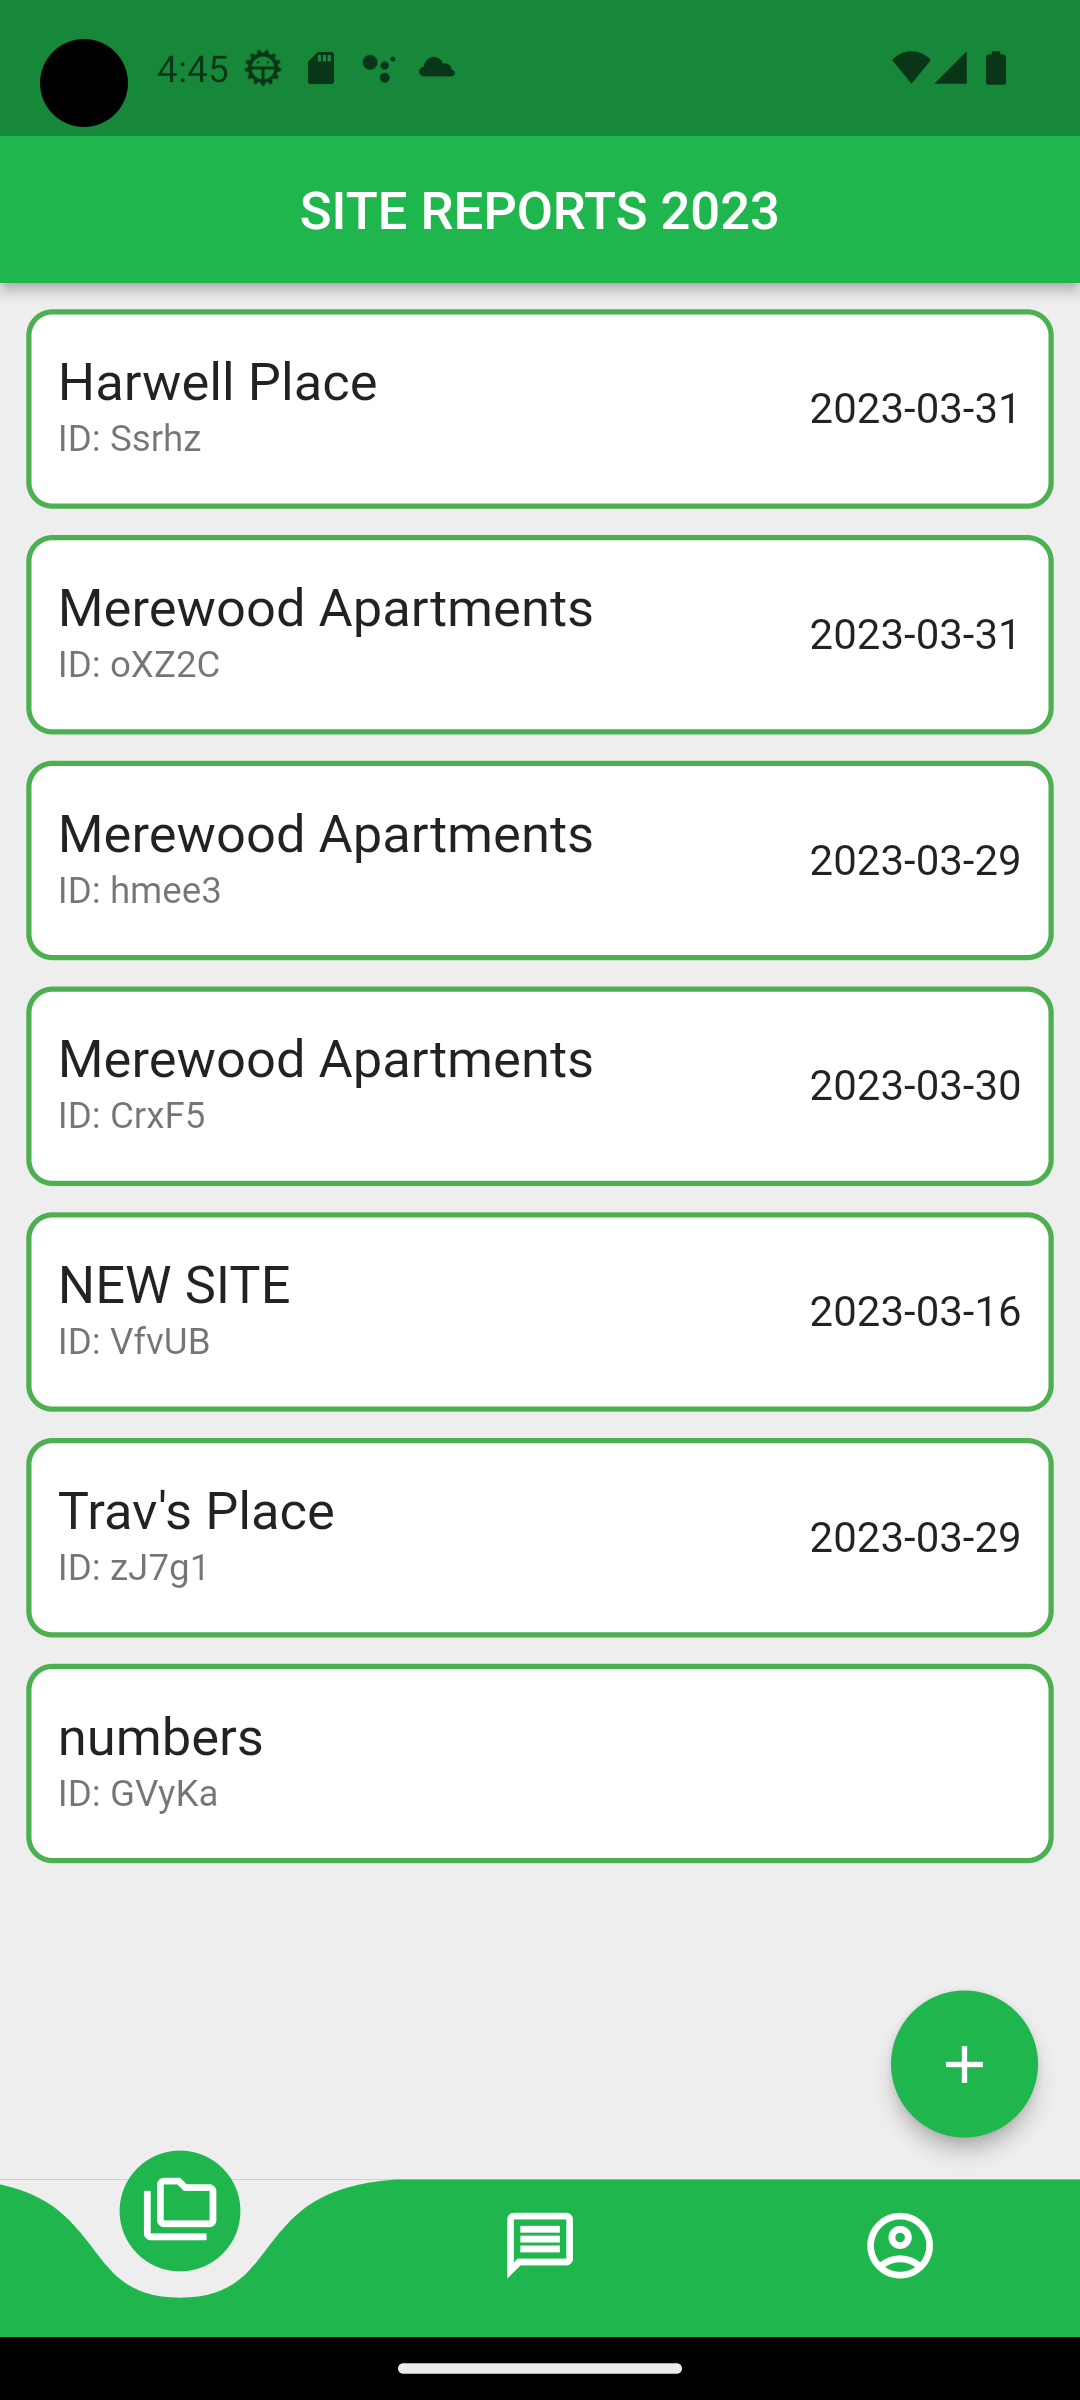 4:45
SITE REPORTS 2023
Harwell Place
ID: Ssrhz
2023-03-31
Merewood Apartments
ID: oXZ2C
2023-03-31
Merewood Apartments
ID: hmee3
2023-03-29
Merewood Apartments
ID: CrxF5
2023-03-30
NEW SITE
ID: VfvUB
2023-03-16
Trav's Place
ID: zJ7g1
2023-03-29
numbers
ID: GVyKa